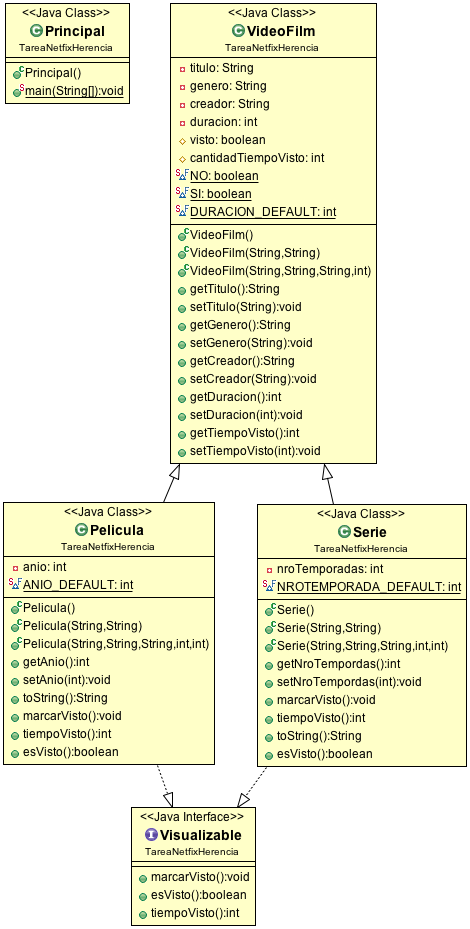 <<Java Class>>
Principal
TareaNetfixHerencia
Principal()
main(String[]):void
<<Java Class>>
VideoFilm
TareaNetfixHerencia
titulo: String
genero: String
creador: String
duracion: int
visto: boolean
cantidadTiempoVisto: int
NO: boolean
SI: boolean
DURACION_DEFAULT: int
VideoFilm()
VideoFilm(String,String)
VideoFilm(String,String,String,int)
getTitulo():String
setTitulo(String):void
getGenero():String
setGenero(String):void
getCreador():String
setCreador(String):void
getDuracion():int
setDuracion(int):void
getTiempoVisto():int
setTiempoVisto(int):void
<<Java Class>>
Pelicula
TareaNetfixHerencia
anio: int
ANIO_DEFAULT: int
Pelicula()
Pelicula(String,String)
Pelicula(String,String,String,int,int)
getAnio():int
setAnio(int):void
toString():String
marcarVisto():void
tiempoVisto():int
esVisto():boolean
<<Java Class>>
Serie
TareaNetfixHerencia
nroTemporadas: int
NROTEMPORADA_DEFAULT: int
Serie()
Serie(String,String)
Serie(String,String,String,int,int)
getNroTempordas():int
setNroTempordas(int):void
marcarVisto():void
tiempoVisto():int
toString():String
esVisto():boolean
<<Java Interface>>
Visualizable
TareaNetfixHerencia
marcarVisto():void
esVisto():boolean
tiempoVisto():int